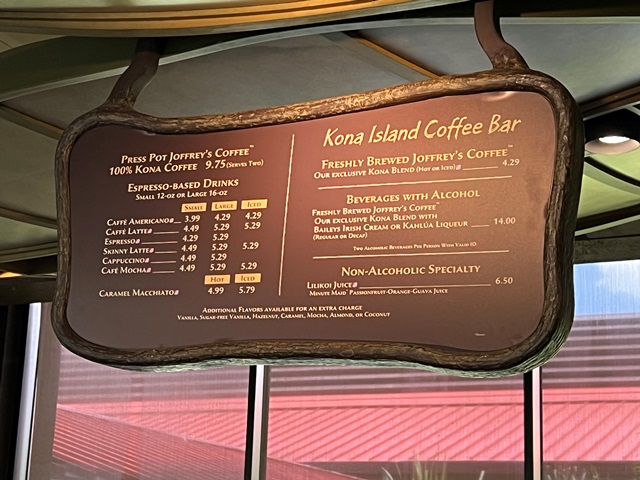 Press Pot Joffrey's Coffee™
100% Kona Coffee 9.75 (Serves Two)
Espresso-Based Drinks
Small 12-oz or Large 16-oz
Small Large Iced
Caffé Americano 3.99 4.29 4.29
Caffé Latte 4.49 5.29 5.29
Espresso 4.29 5.29
Skinny Latte 4.49 5.29 5.29
Cappuccino 4.49 5.29
Café Mocha 4.49 5.29 5.29
Hot Iced
Caramel Macchiato 4.99 5.79
Kona Island Coffee Bar
Freshly Brewed Joffrey's Coffee™
Our exclusive Kona Blend (Hot or Iced) 4.29
Beverages with Alcohol
Freshly Brewed Joffrey's Coffee™
Our exclusive Kona Blend with
Baileys Irish Cream or Kahlúa Liqueur 14.00
(Regular or Decaf)
Two Alcoholic Beverages Per Person With Valid ID
Non-Alcoholic Specialty
Lilikoi Juice 6.50
Minute Maid® Passionfruit-Orange-Guava Juice
Additional Flavors available for an extra charge
Vanilla, Sugar-free Vanilla, Hazelnut, Caramel, Mocha, Almond, or Coconut